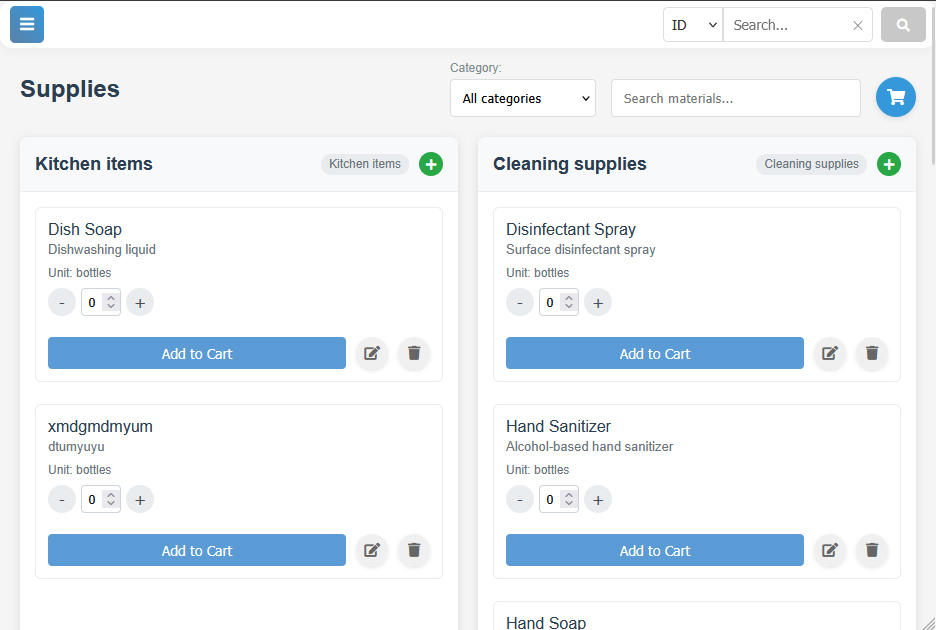 ID
Search...
Supplies
Category:
All categories
Search materials...
Kitchen items
Kitchen items
Dish Soap
Dishwashing liquid
Unit: bottles
- 0 +
Add to Cart
xmdgmdmyum
dtumyuyu
Unit: bottles
- 0 +
Add to Cart
Cleaning supplies
Cleaning supplies
Disinfectant Spray
Surface disinfectant spray
Unit: bottles
- 0 +
Add to Cart
Hand Sanitizer
Alcohol-based hand sanitizer
Unit: bottles
- 0 +
Add to Cart
Hand Soap